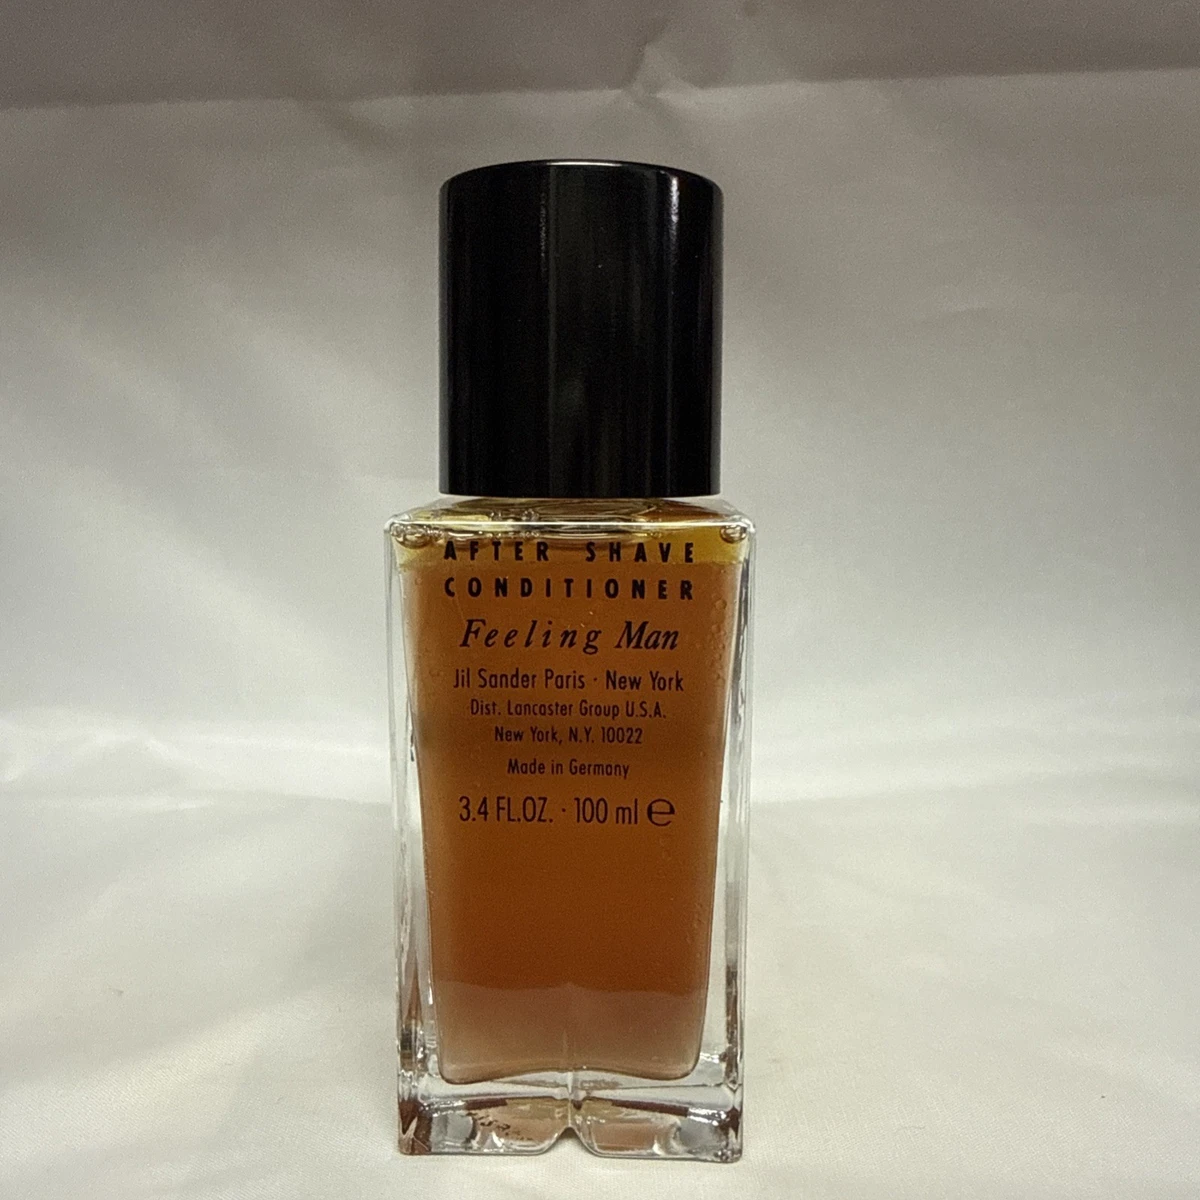 AFTER SHAVE
CONDITIONER
Feeling Man
Jil Sander Paris · New York
Dist. Lancaster Group U.S.A.
New York, N.Y. 10022
Made in Germany
3.4 FL.OZ. · 100 ml ℮